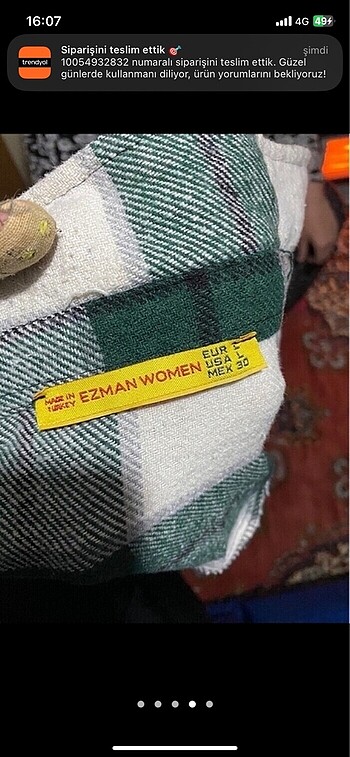 16:07
4G
49
trendyol
Siparişini teslim ettik
şimdi
10054932832 numaralı siparişini teslim ettik. Güzel
günlerde kullanmanı diliyor, ürün yorumlarını bekliyoruz!
MADE IN
TURKEY
EZMAN WOMEN
EUR L
USA L
MEX 30